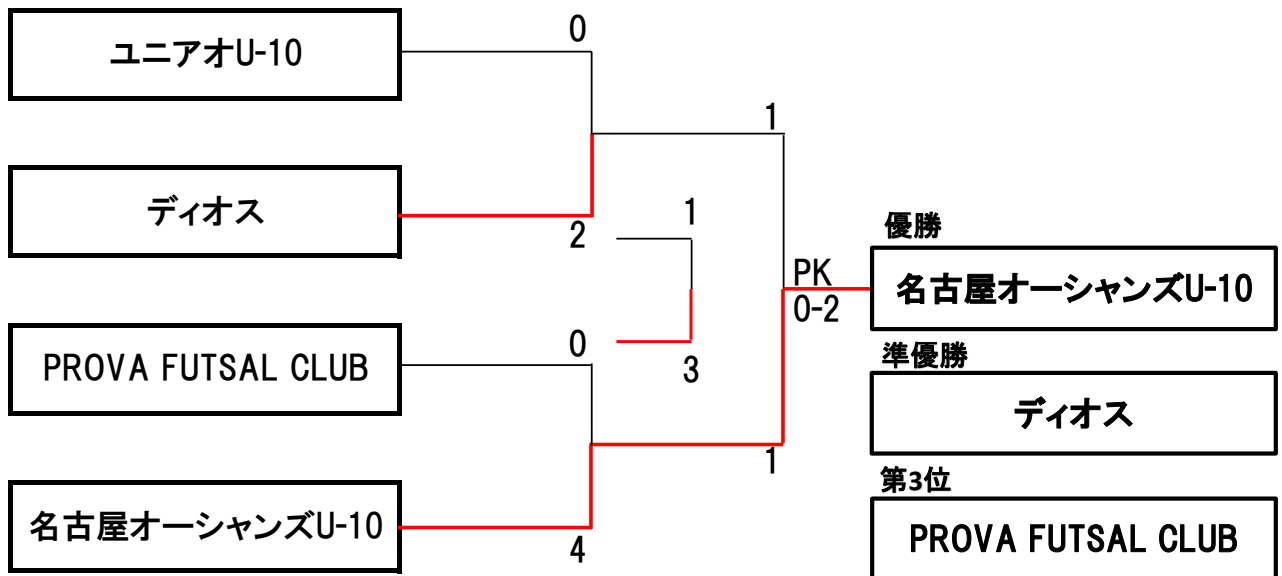 ユニアオU-10
0
1
ディオス
2
1
優勝
PK
0-2
名古屋オーシャンズU-10
PROVA FUTSAL CLUB
0
3
準優勝
ディオス
1
第3位
名古屋オーシャンズU-10
4
PROVA FUTSAL CLUB